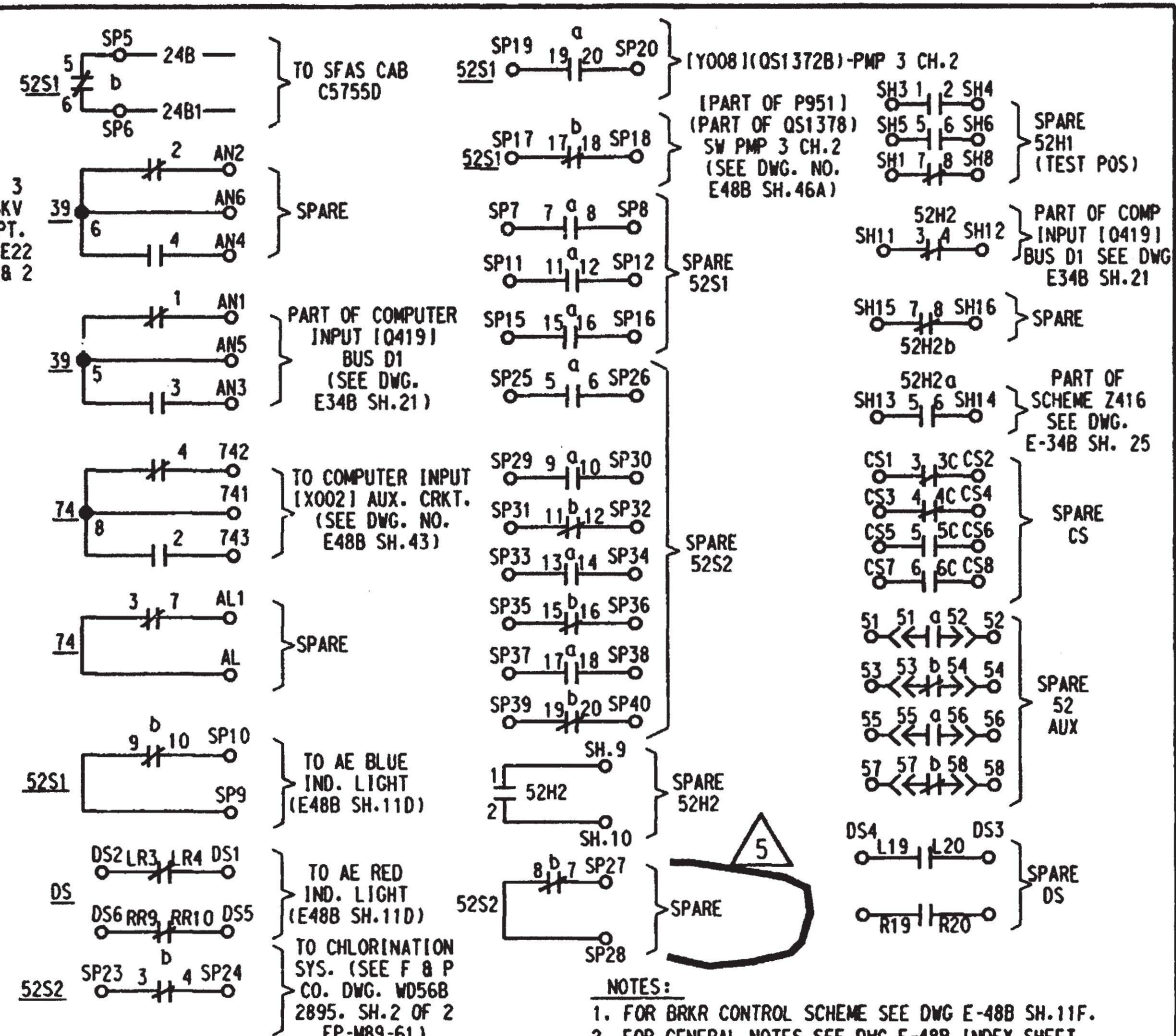 SP5
24B
5
52S1
b
6
24B1
SP6
TO SFAS CAB
C5755D
3
KV
PT.
E22
& 2
2
AN2
39
AN6
6
4
AN4
SPARE
1
AN1
39
AN5
5
3
AN3
PART OF COMPUTER
INPUT [Q419]
BUS D1
(SEE DWG.
E34B SH.21)
4
742
74
741
8
2
743
TO COMPUTER INPUT
[X002] AUX. CRKT.
(SEE DWG. NO.
E48B SH.43)
3 7
AL1
74
AL
SPARE
b
9 10 SP10
52S1
SP9
TO AE BLUE
IND. LIGHT
(E48B SH.11D)
DS2 LR3 LR4 DS1
DS
DS6 RR9 RR10 DS5
TO AE RED
IND. LIGHT
(E48B SH.11D)
b
SP23 3 4 SP24
52S2
TO CHLORINATION
SYS. (SEE F & P
CO. DWG. WD56B
2895. SH.2 OF 2
FP-M89-61)
a
SP19 19 20 SP20
52S1
[Y008](QS1372B)-PMP 3 CH.2
b
SP17 17 18 SP18
52S1
[PART OF P951]
(PART OF QS1378)
SW PMP 3 CH.2
(SEE DWG. NO.
E48B SH.46A)
SP7 7 a 8 SP8
SP11 11 a 12 SP12
SP15 15 a 16 SP16
SPARE
52S1
SP25 5 a 6 SP26
SP29 9 a 10 SP30
SP31 11 b 12 SP32
SP33 13 a 14 SP34
SP35 15 b 16 SP36
SP37 17 a 18 SP38
SP39 19 b 20 SP40
SPARE
52S2
SH.9
1
52H2
2
SH.10
SPARE
52H2
5
8 b 7 SP27
52S2
SP28
SPARE
SH3 1 2 SH4
SH5 5 6 SH6
SH1 7 8 SH8
SPARE
52H1
(TEST POS)
52H2
SH11 3 4 SH12
PART OF COMP
INPUT [Q419]
BUS D1 SEE DWG
E34B SH.21
SH15 7 8 SH16
52H2b
SPARE
52H2a
SH13 5 6 SH14
PART OF
SCHEME Z416
SEE DWG.
E-34B SH. 25
CS1 3 3C CS2
CS3 4 4C CS4
CS5 5 5C CS6
CS7 6 6C CS8
SPARE
CS
51 51 a 52 52
53 53 b 54 54
55 55 a 56 56
57 57 b 58 58
SPARE
52
AUX
DS4 L19 L20 DS3
R19 R20
SPARE
DS
NOTES:
1. FOR BRKR CONTROL SCHEME SEE DWG E-48B SH.11F.
2. FOR GENERAL NOTES SEE DWG E-48B INDEX SHEET